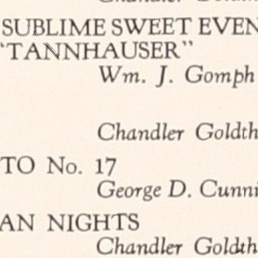 SUBLIME SWEET EVEN
"TANNHAUSER"
Wm. J. Gomph
Chandler Goldth
TO No. 17
George D. Cunni
AN NIGHTS
Chandler Goldth